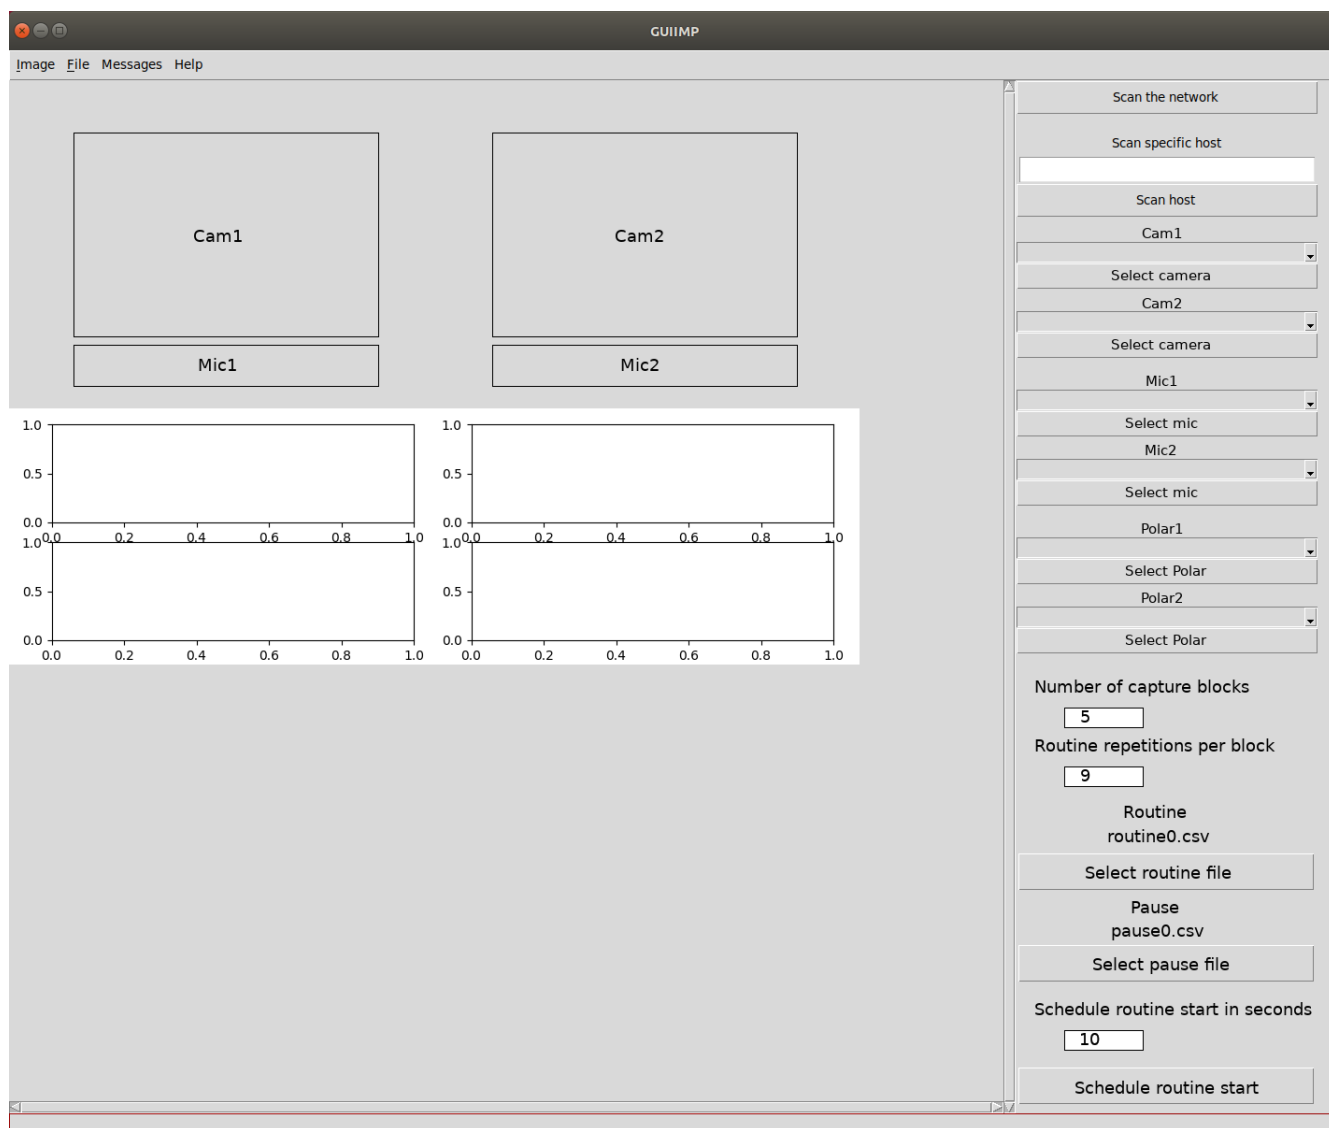 GUIIMP
Image File Messages Help
Cam1
Cam2
Mic1
Mic2
1.0
0.5
0.0
0.0 0.2 0.4 0.6 0.8 1.0
1.0
0.5
0.0
0.0 0.2 0.4 0.6 0.8 1.0
1.0
0.5
0.0
0.0 0.2 0.4 0.6 0.8 1.0
1.0
0.5
0.0
0.0 0.2 0.4 0.6 0.8 1.0
Scan the network
Scan specific host
Scan host
Cam1
Select camera
Cam2
Select camera
Mic1
Select mic
Mic2
Select mic
Polar1
Select Polar
Polar2
Select Polar
Number of capture blocks
5
Routine repetitions per block
9
Routine
routine0.csv
Select routine file
Pause
pause0.csv
Select pause file
Schedule routine start in seconds
10
Schedule routine start